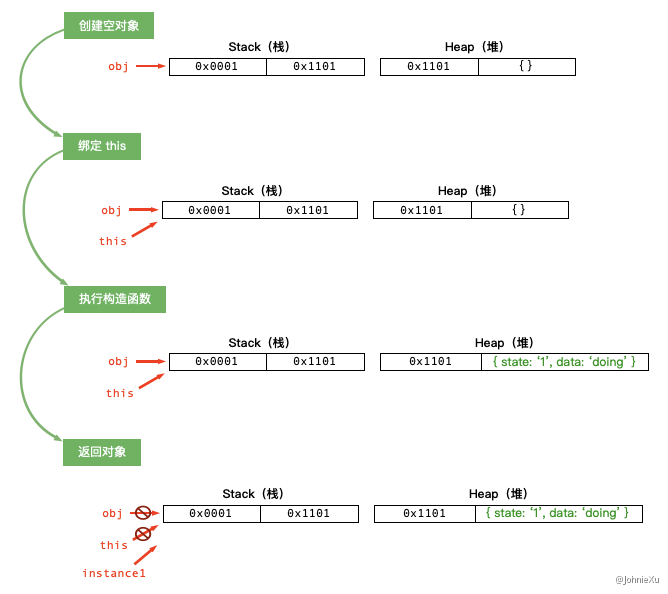 创建空对象
Stack（栈） Heap（堆）
obj 0x0001 0x1101 0x1101 {}
绑定 this
Stack（栈） Heap（堆）
obj 0x0001 0x1101 0x1101 {}
this
执行构造函数
Stack（栈） Heap（堆）
obj 0x0001 0x1101 0x1101 { state: ‘1’, data: ‘doing’ }
this
返回对象
Stack（栈） Heap（堆）
obj 0x0001 0x1101 0x1101 { state: ‘1’, data: ‘doing’ }
this
instance1
@JohnieXu